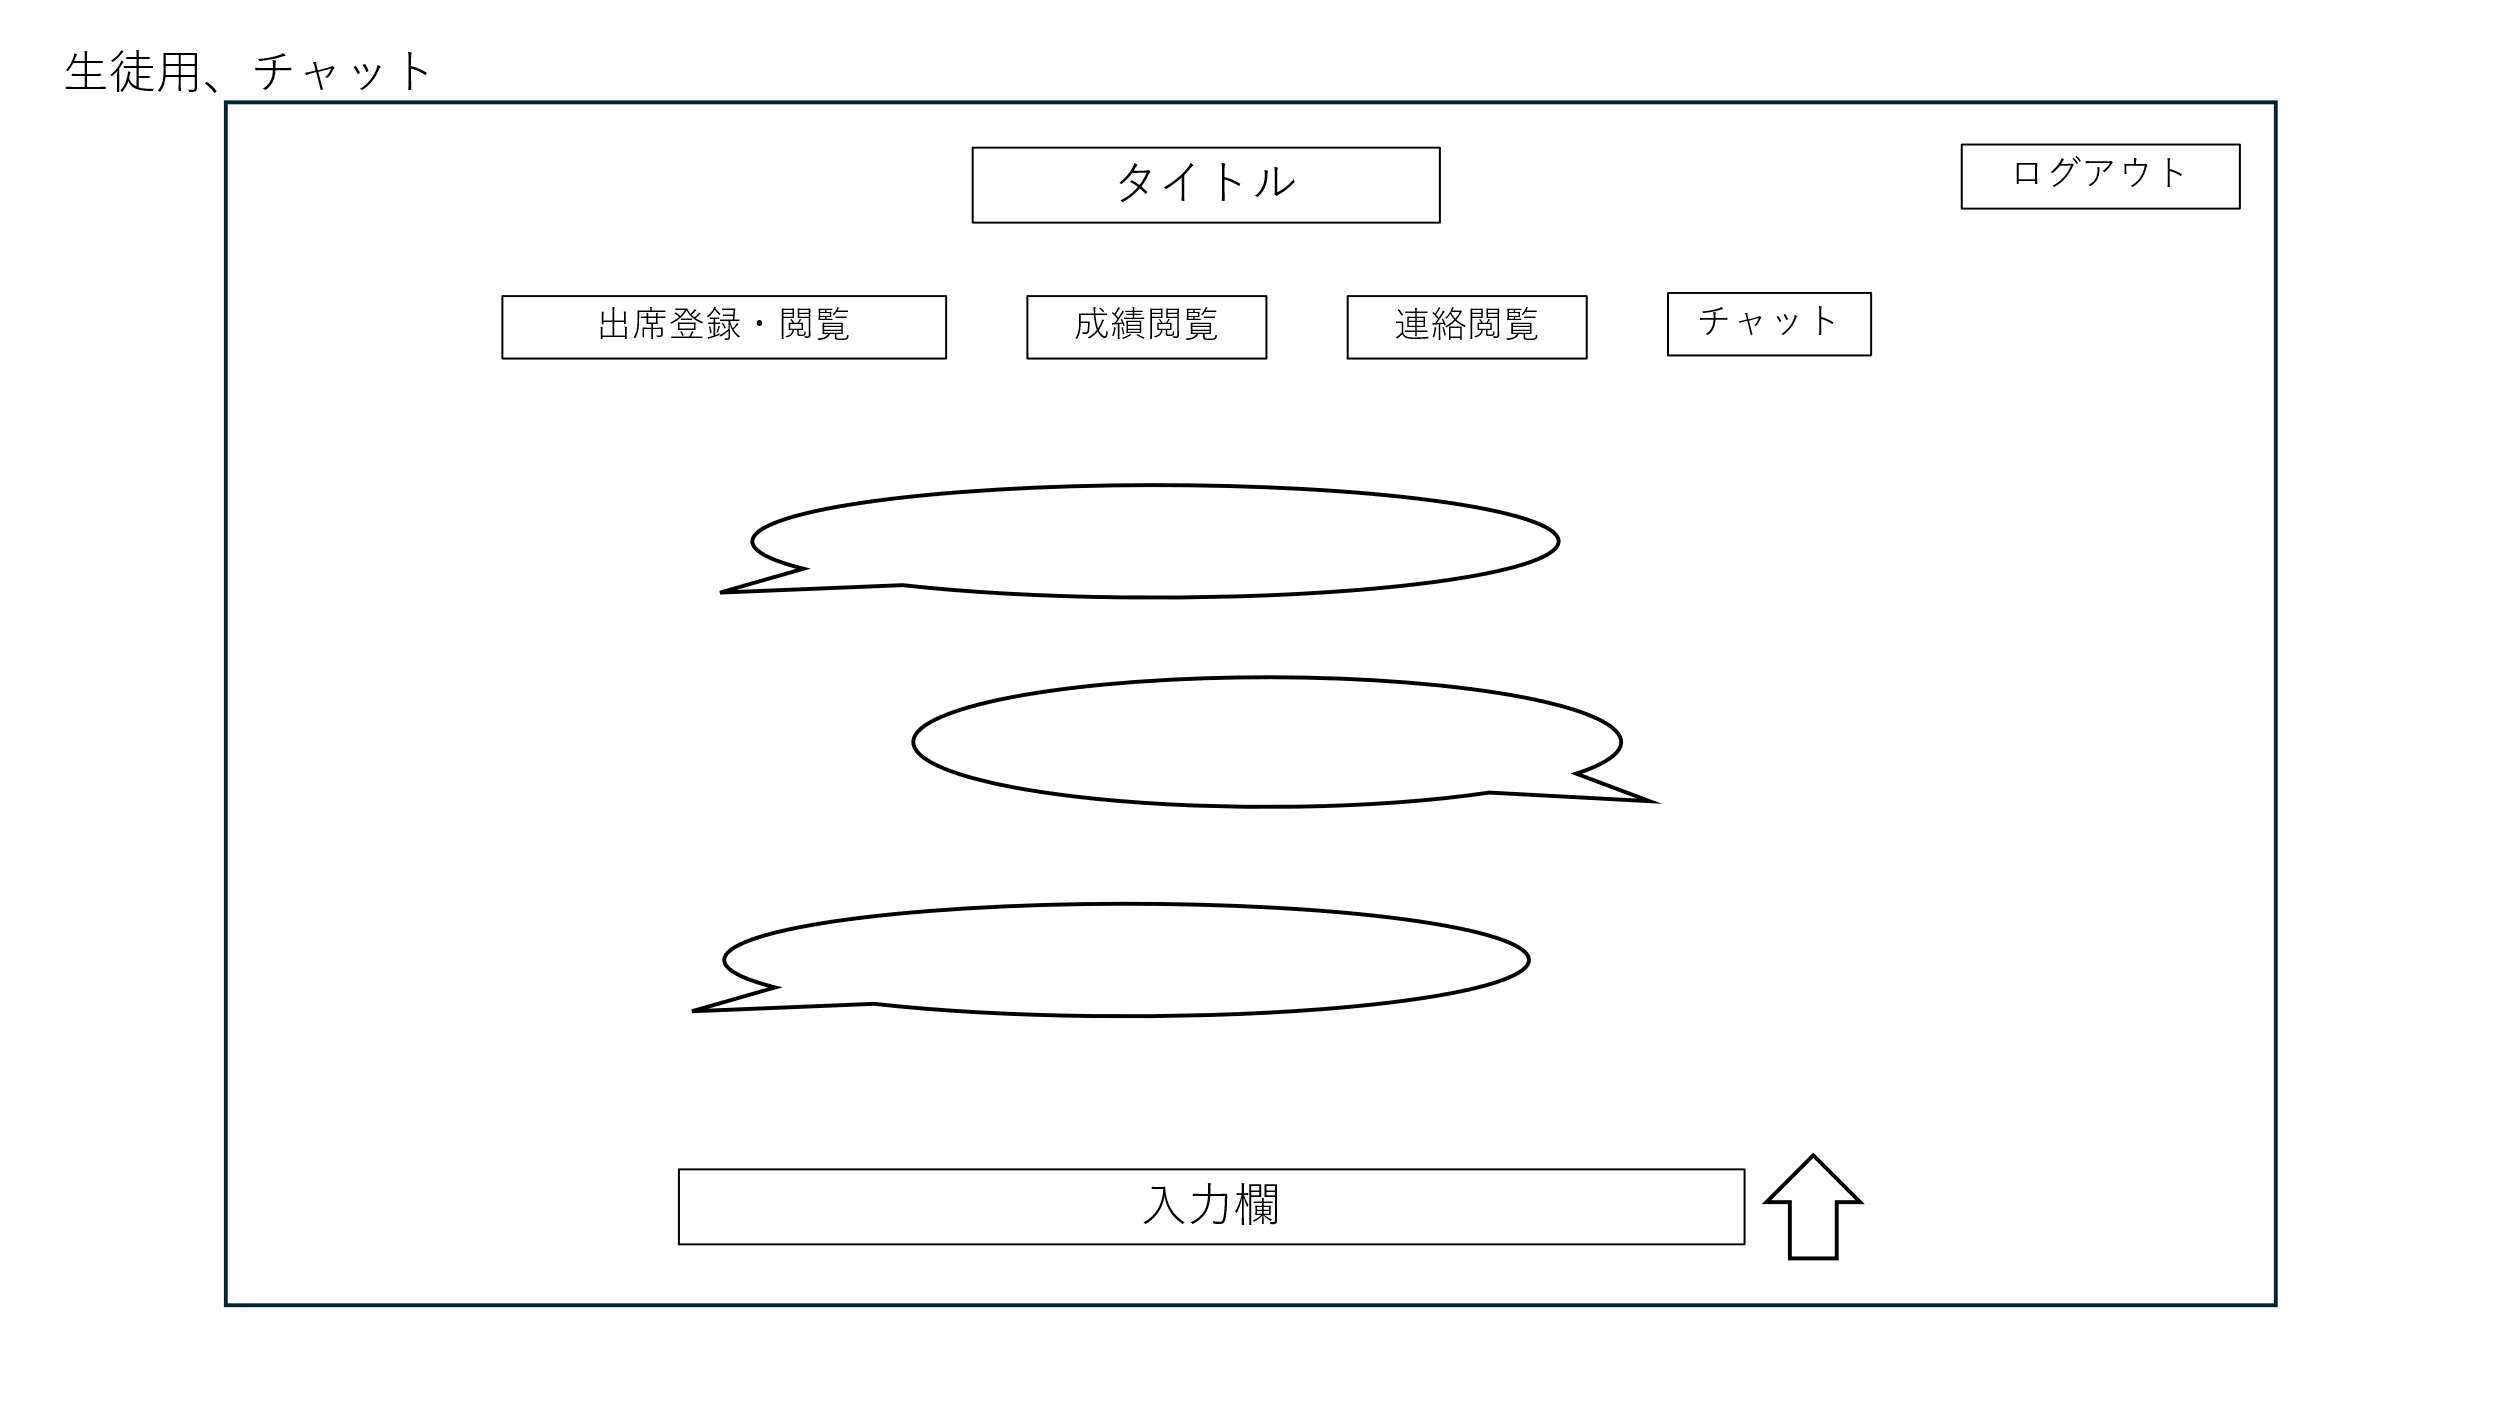 生徒用、チャット
タイトル
ログアウト
出席登録・閲覧
成績閲覧
連絡閲覧
チャット
入力欄